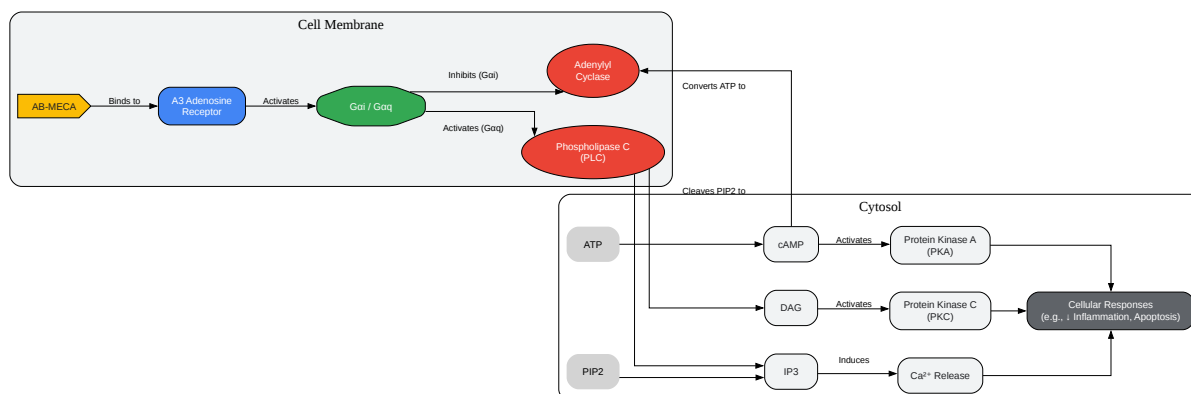 Cell Membrane
AB-MECA
Binds to
A3 Adenosine
Receptor
Activates
Gαi / Gαq
Inhibits (Gαi)
Activates (Gαq)
Adenylyl
Cyclase
Phospholipase C
(PLC)
Converts ATP to
Cleaves PIP2 to
Cytosol
ATP
cAMP
Activates
Protein Kinase A
(PKA)
DAG
Activates
Protein Kinase C
(PKC)
Cellular Responses
(e.g., ↓ Inflammation, Apoptosis)
PIP2
IP3
Induces
Ca²⁺ Release